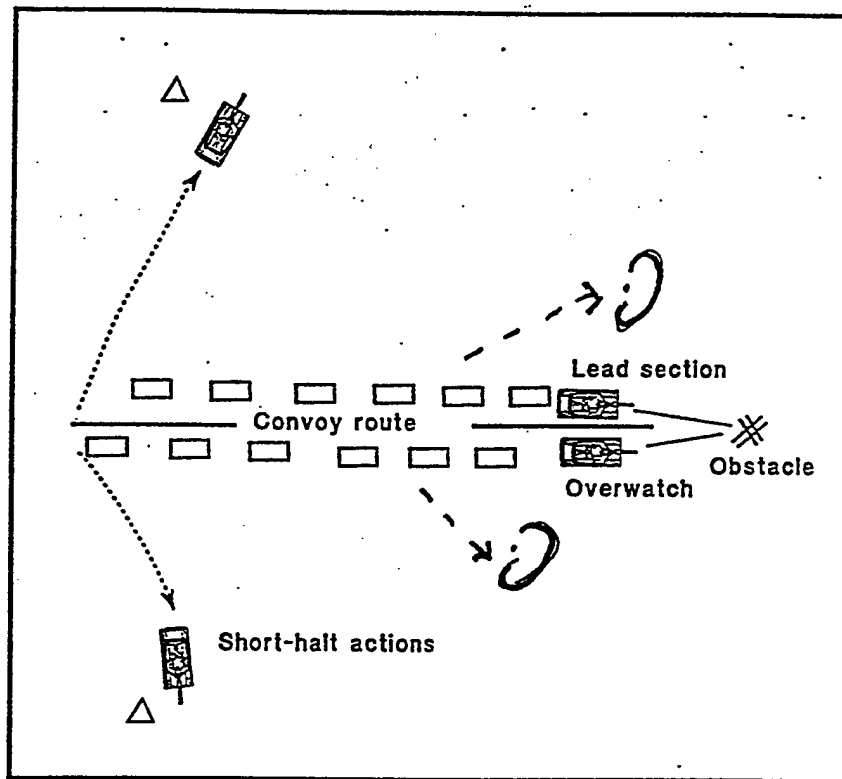 Lead section
Convoy route
Obstacle
Overwatch
Short-halt actions